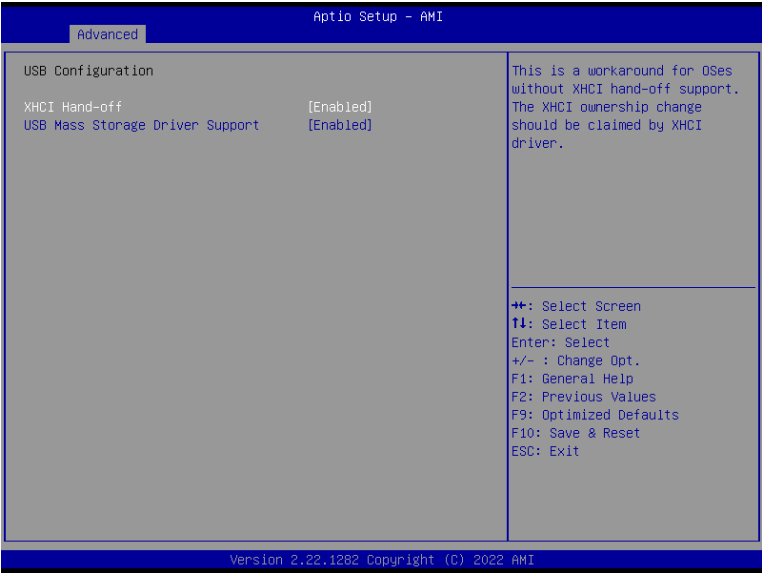 Aptio Setup – AMI
Advanced
USB Configuration
XHCI Hand-off [Enabled]
USB Mass Storage Driver Support [Enabled]
This is a workaround for OSes
without XHCI hand-off support.
The XHCI ownership change
should be claimed by XHCI
driver.
→←: Select Screen
↑↓: Select Item
Enter: Select
+/- : Change Opt.
F1: General Help
F2: Previous Values
F9: Optimized Defaults
F10: Save & Reset
ESC: Exit
Version 2.22.1282 Copyright (C) 2022 AMI